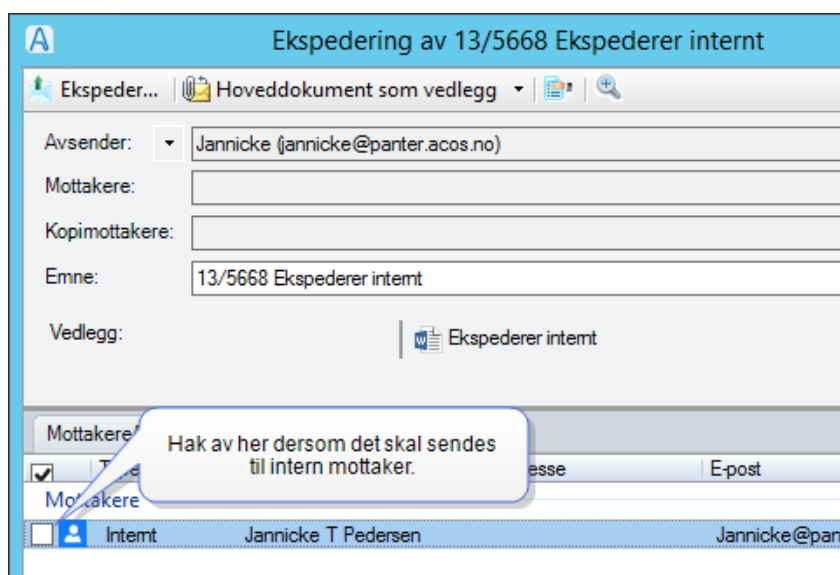 Ekspedering av 13/5668 Ekspederer internt
Ekspeder... Hoveddokument som vedlegg
Avsender: Jannicke (jannicke@panter.acos.no)
Mottakere:
Kopimottakere:
Emne: 13/5668 Ekspederer internt
Vedlegg: Ekspederer internt
Mottakere
Hak av her dersom det skal sendes
til intern mottaker.
esse E-post
Mottakere
Internt Jannicke T Pedersen Jannicke@pan